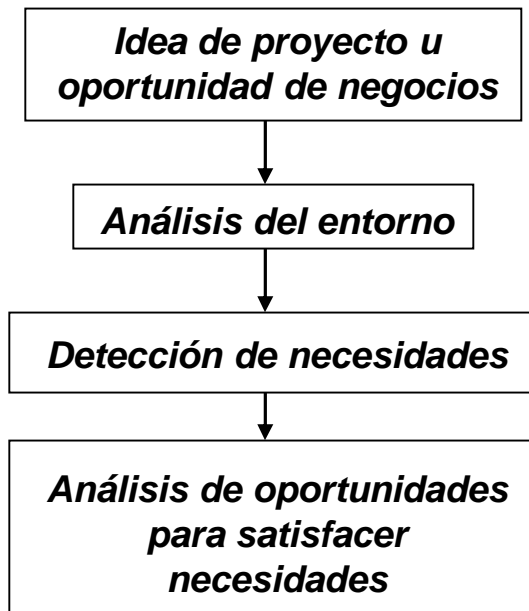 Idea de proyecto u
oportunidad de negocios
Análisis del entorno
Detección de necesidades
Análisis de oportunidades
para satisfacer
necesidades